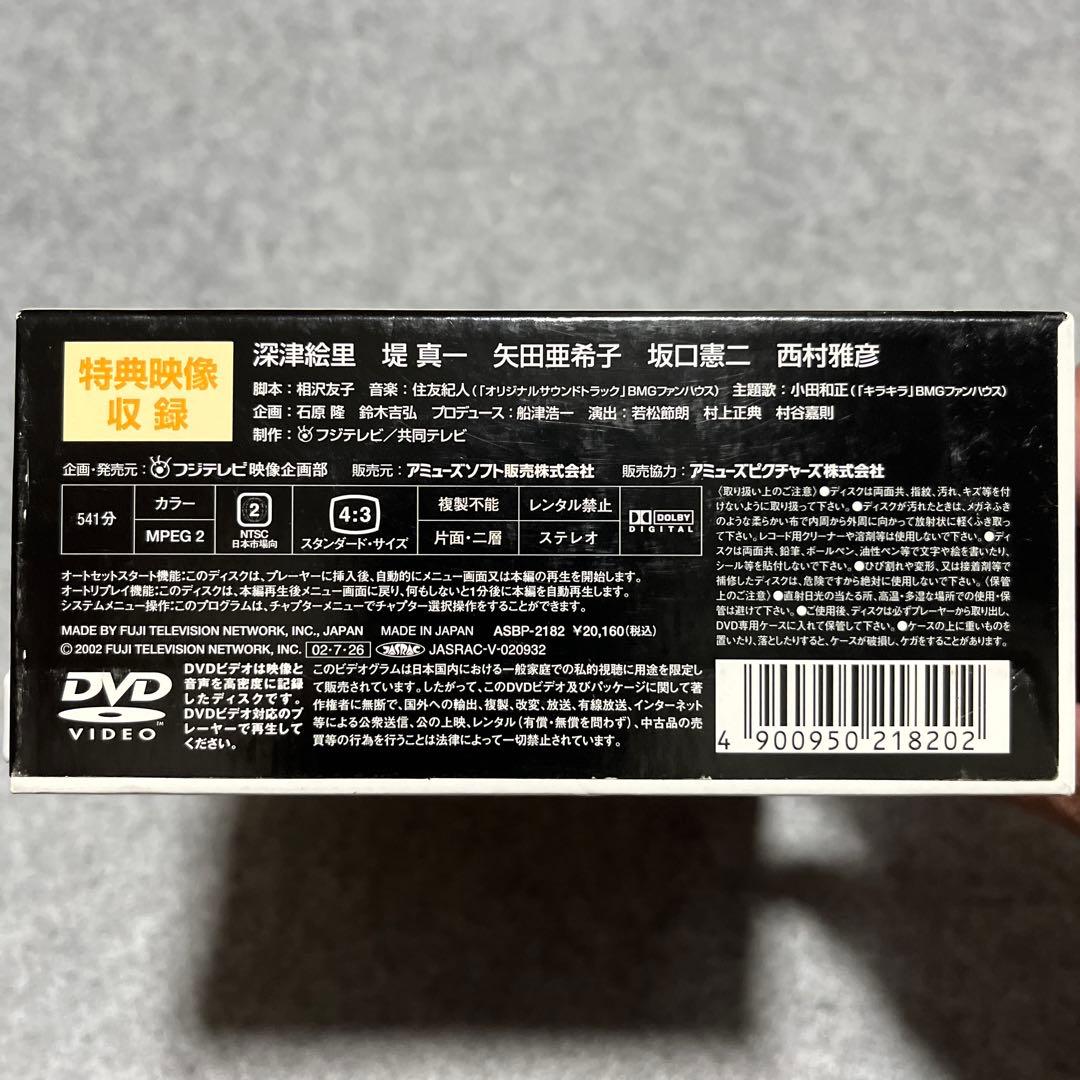 特典映像
収録
深津絵里 堤 真一 矢田亜希子 坂口憲二 西村雅彦
脚本：相沢友子 音楽：住友紀人(「オリジナルサウンドトラック」BMGファンハウス) 主題歌：小田和正(「キラキラ」BMGファンハウス)
企画：石原 隆 鈴木吉弘 プロデュース：船津浩一 演出：若松節朗 村上正典 村谷嘉則
制作：フジテレビ／共同テレビ
企画・発売元：フジテレビ映像企画部 販売元：アミューズソフト販売株式会社 販売協力：アミューズピクチャーズ株式会社
541分
カラー
MPEG 2
2
NTSC
日本市場向
4:3
スタンダード・サイズ
複製不能
片面・二層
レンタル禁止
ステレオ
DOLBY
DIGITAL
〈取り扱い上のご注意〉●ディスクは両面共、指紋、汚れ、キズ等を付
けないように取り扱って下さい。●ディスクが汚れたときは、メガネふき
のような柔らかい布で内周から外周に向かって放射状に軽くふき取っ
て下さい。レコード用クリーナーや溶剤等は使用しないで下さい。●ディ
スクは両面共、鉛筆、ボールペン、油性ペン等で文字や絵を書いたり、
シール等を貼付しないで下さい。●ひび割れや変形、又は接着剤等で
補修したディスクは、危険ですから絶対に使用しないで下さい。〈保管
上のご注意〉●直射日光の当たる所、高温・多湿な場所での使用・保
管は避けて下さい。●ご使用後、ディスクは必ずプレーヤーから取り出し、
DVD専用ケースに入れて保管して下さい。●ケースの上に重いものを
置いたり、落としたりすると、ケースが破損し、ケガをすることがあります。
オートセットスタート機能：このディスクは、プレーヤーに挿入後、自動的にメニュー画面又は本編の再生を開始します。
オートリプレイ機能：このディスクは、本編再生後メニュー画面に戻り、何もしないと1分後に本編を自動再生します。
システムメニュー操作：このプログラムは、チャプターメニューでチャプター選択操作をすることができます。
MADE BY FUJI TELEVISION NETWORK, INC., JAPAN MADE IN JAPAN ASBP-2182 ¥20,160(税込)
© 2002 FUJI TELEVISION NETWORK, INC. 02・7・26 JASRAC JASRAC-V-020932
DVD
VIDEO
TM
DVDビデオは映像と
音声を高密度に記録
したディスクです。
DVDビデオ対応のプ
レーヤーで再生して
ください。
このビデオグラムは日本国内における一般家庭での私的視聴に用途を限定し
て販売されています。したがって、このDVDビデオ及びパッケージに関して著
作権者に無断で、国外への輸出、複製、改変、放送、有線放送、インターネット
等による公衆送信、公の上映、レンタル（有償・無償を問わず）、中古品の売
買等の行為を行うことは法律によって一切禁止されています。
4 900950 218202